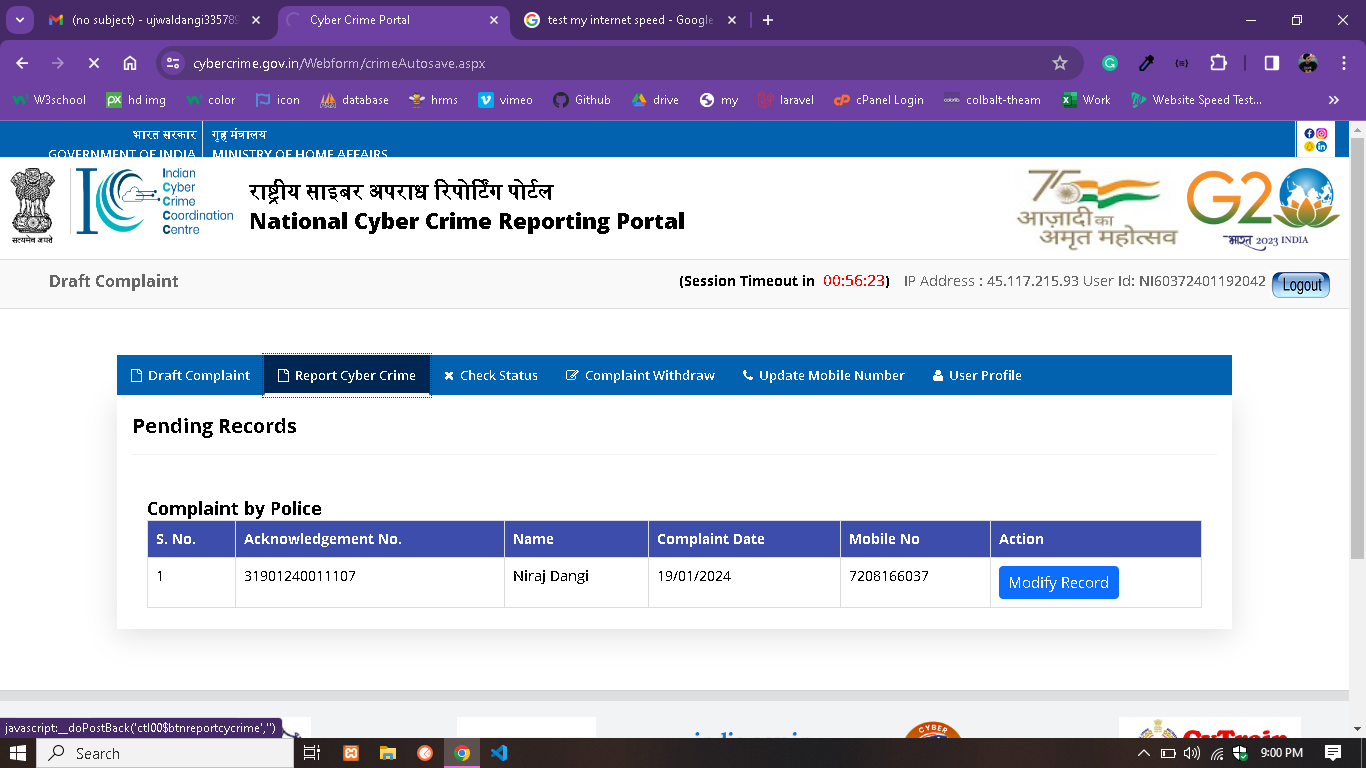 (no subject) - ujwaldangi335789
Cyber Crime Portal
test my internet speed - Google
cybercrime.gov.in/Webform/crimeAutosave.aspx
W3school hd img color icon database hrms vimeo Github drive my laravel cPanel Login colbalt-theam Work Website Speed Test...
भारत सरकार गृह मंत्रालय
GOVERNMENT OF INDIA MINISTRY OF HOME AFFAIRS
सत्यमेव जयते
Indian
Cyber
Crime
Coordination
Centre
राष्ट्रीय साइबर अपराध रिपोर्टिंग पोर्टल
National Cyber Crime Reporting Portal
75
आज़ादी का
अमृत महोत्सव
G20
भारत 2023 INDIA
Draft Complaint
(Session Timeout in 00:56:23) IP Address : 45.117.215.93 User Id: NI60372401192042 Logout
Draft Complaint Report Cyber Crime Check Status Complaint Withdraw Update Mobile Number User Profile
Pending Records
Complaint by Police
S. No. Acknowledgement No. Name Complaint Date Mobile No Action
1 31901240011107 Niraj Dangi 19/01/2024 7208166037 Modify Record
javascript:__doPostBack('ctl00$btnreportcycrime','')
CYBER
CyTrain
Search
9:00 PM